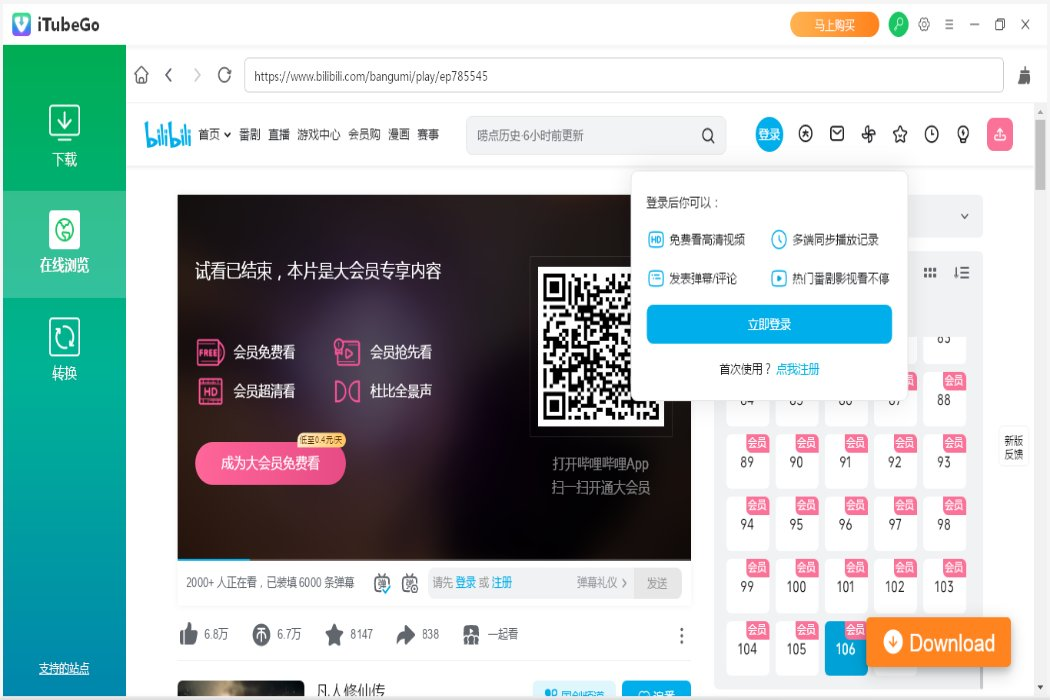 iTubeGo
马上购买
https://www.bilibili.com/bangumi/play/ep785545
下载
在线浏览
转换
支持的站点
bilibili 首页 番剧 直播 游戏中心 会员购 漫画 赛事
唠点历史·6小时前更新
登录
登录后你可以：
免费看高清视频 多端同步播放记录
发表弹幕/评论 热门番剧影视看不停
立即登录
首次使用？点我注册
试看已结束，本片是大会员专享内容
FREE 会员免费看 会员抢先看
HD 会员超清看 杜比全景声
低至0.4元/天
成为大会员免费看
打开哔哩哔哩App
扫一扫开通大会员
2000+ 人正在看，已装填 6000 条弹幕 请先 登录 或 注册 弹幕礼仪 发送
6.8万 6.7万 8147 838 一起看
凡人修仙传
国创频道 追番
会员
88
会员 会员 会员 会员 会员
89 90 91 92 93
会员 会员 会员 会员 会员
94 95 96 97 98
会员 会员 会员 会员 会员
99 100 101 102 103
会员 会员 会员
104 105 106
新版
反馈
Download